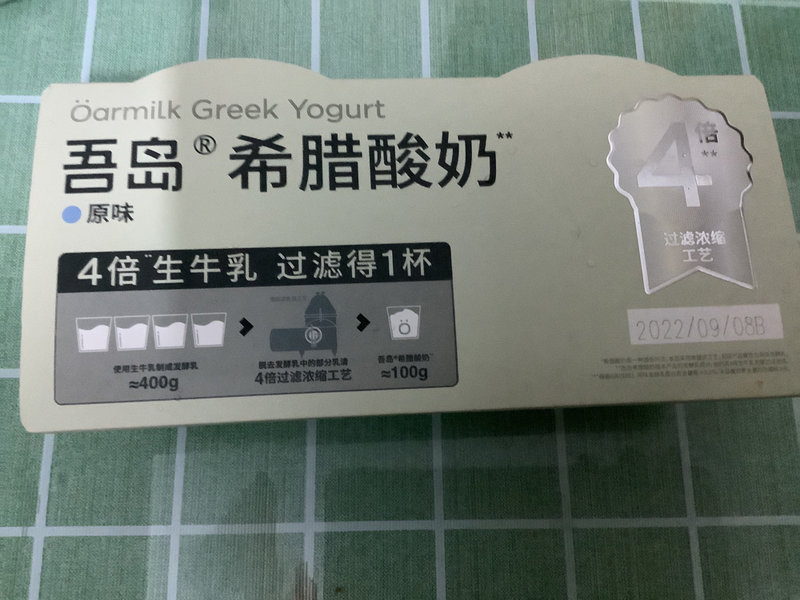 Öarmilk Greek Yogurt
吾岛® 希腊酸奶**
原味
4倍**生牛乳 过滤得1杯
使用生牛乳制成发酵乳
≈400g
脱去发酵乳中的部分乳清
4倍过滤浓缩工艺
吾岛®希腊酸奶**
≈100g
Ö
4倍
**
过滤浓缩
工艺
2022/09/08B